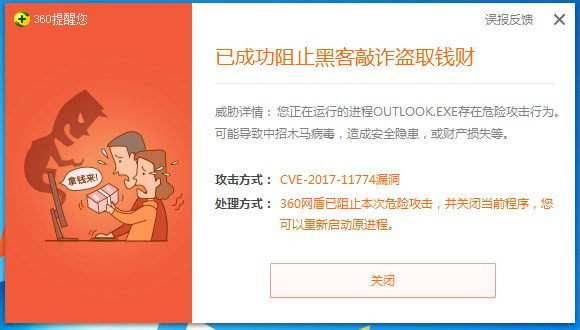 360提醒您
误报反馈
已成功阻止黑客敲诈盗取钱财
威胁详情：您正在运行的进程OUTLOOK.EXE存在危险攻击行为。
可能导致中招木马病毒，造成安全隐患，或财产损失等。
拿钱来!
攻击方式： CVE-2017-11774漏洞
处理方式： 360网盾已阻止本次危险攻击，并关闭当前程序，您
可以重新启动原进程。
关闭